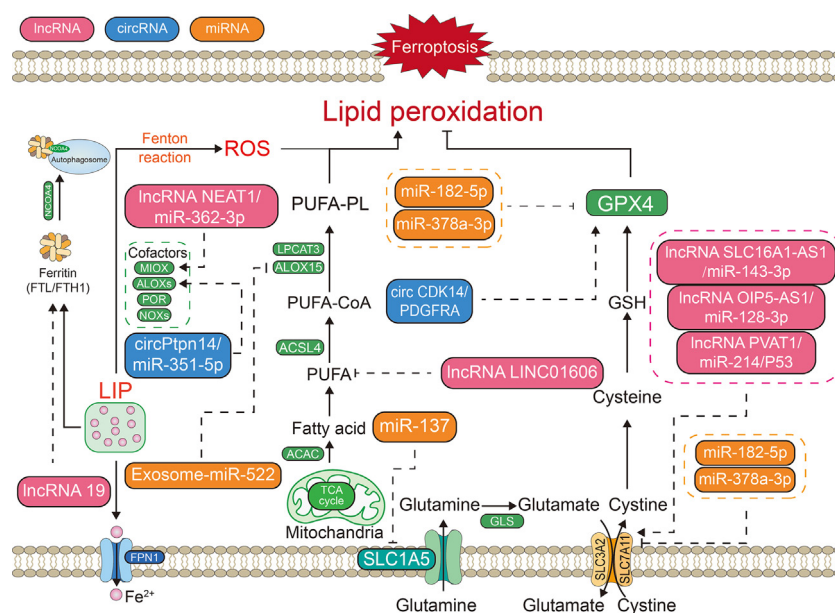 lncRNA
circRNA
miRNA
Ferroptosis
Lipid peroxidation
Fenton
reaction
ROS
NCOA4
Autophagosome
NCOA4
Ferritin
(FTL/FTH1)
lncRNA NEAT1/
miR-362-3p
Cofactors
MIOX
ALOXs
POR
NOXs
circPtpn14/
miR-351-5p
LIP
lncRNA 19
Exosome-miR-522
FPN1
Fe²⁺
PUFA-PL
LPCAT3
ALOX15
PUFA-CoA
ACSL4
PUFA
Fatty acid
ACAC
TCA
cycle
Mitochondria
miR-182-5p
miR-378a-3p
circ CDK14/
PDGFRA
lncRNA LINC01606
miR-137
GPX4
GSH
Cysteine
lncRNA SLC16A1-AS1
/miR-143-3p
lncRNA OIP5-AS1/
miR-128-3p
lncRNA PVAT1/
miR-214/P53
miR-182-5p
miR-378a-3p
Glutamine
GLS
Glutamate
Cystine
SLC1A5
SLC3A2
SLC7A11
Glutamine
Glutamate
Cystine